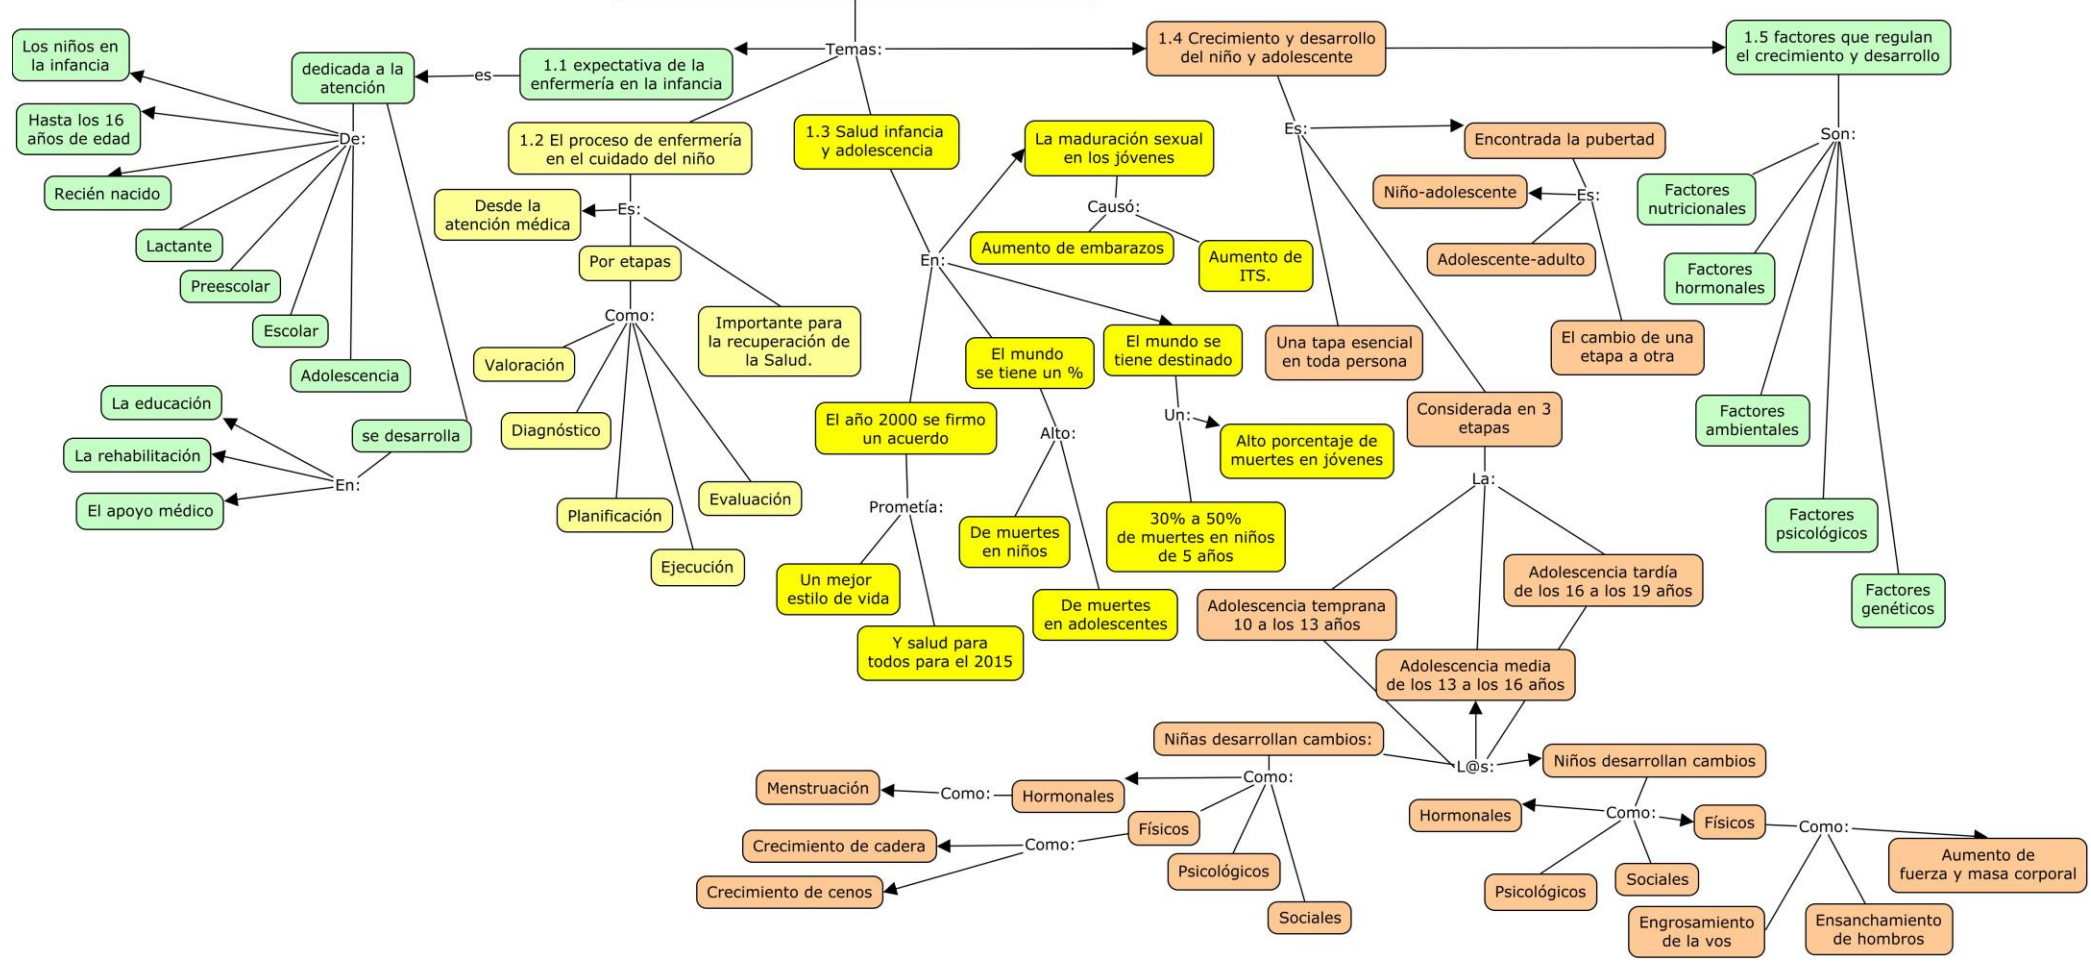 Temas:
1.1 expectativa de la
enfermería en la infancia
es
dedicada a la
atención
De:
Los niños en
la infancia
Hasta los 16
años de edad
Recién nacido
Lactante
Preescolar
Escolar
Adolescencia
se desarrolla
En:
La educación
La rehabilitación
El apoyo médico
1.2 El proceso de enfermería
en el cuidado del niño
Es:
Desde la
atención médica
Por etapas
Importante para
la recuperación de
la Salud.
Como:
Valoración
Diagnóstico
Planificación
Ejecución
Evaluación
1.3 Salud infancia
y adolescencia
En:
La maduración sexual
en los jóvenes
Causó:
Aumento de embarazos
Aumento de
ITS.
El mundo se
tiene destinado
Un:
Alto porcentaje de
muertes en jóvenes
30% a 50%
de muertes en niños
de 5 años
El mundo
se tiene un %
Alto:
De muertes
en niños
De muertes
en adolescentes
El año 2000 se firmo
un acuerdo
Prometía:
Un mejor
estilo de vida
Y salud para
todos para el 2015
1.4 Crecimiento y desarrollo
del niño y adolescente
Es:
Encontrada la pubertad
Es:
Niño-adolescente
Adolescente-adulto
El cambio de una
etapa a otra
Una tapa esencial
en toda persona
Considerada en 3
etapas
La:
Adolescencia temprana
10 a los 13 años
Adolescencia media
de los 13 a los 16 años
Adolescencia tardía
de los 16 a los 19 años
L@s:
Niñas desarrollan cambios:
Como:
Hormonales
Como:
Menstruación
Físicos
Como:
Crecimiento de cadera
Crecimiento de cenos
Psicológicos
Sociales
Niños desarrollan cambios
Como:
Hormonales
Psicológicos
Sociales
Físicos
Como:
Aumento de
fuerza y masa corporal
Engrosamiento
de la vos
Ensanchamiento
de hombros
1.5 factores que regulan
el crecimiento y desarrollo
Son:
Factores
nutricionales
Factores
hormonales
Factores
ambientales
Factores
psicológicos
Factores
genéticos